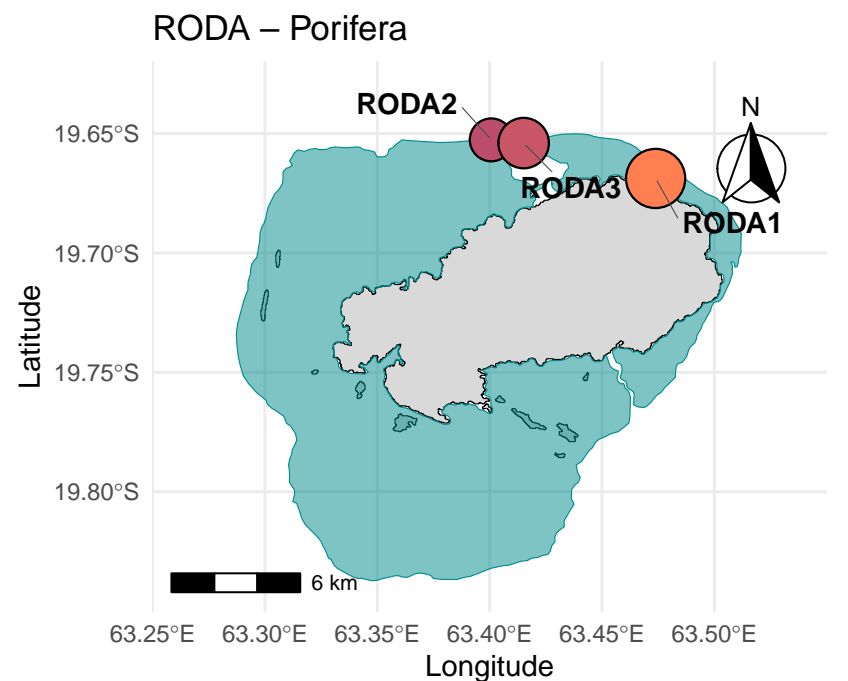 RODA – Porifera
N
RODA2
19.65°S
RODA3
RODA1
19.70°S
Latitude
19.75°S
19.80°S
6 km
63.25°E 63.30°E 63.35°E 63.40°E 63.45°E 63.50°E
Longitude